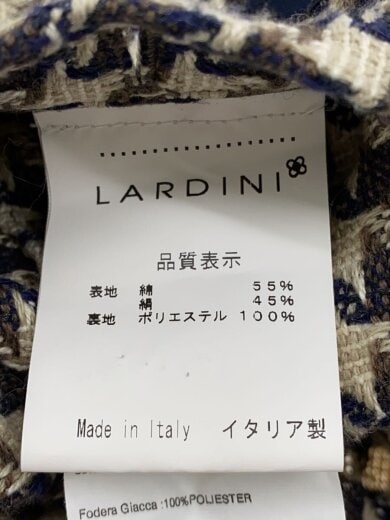 LARDINI
品質表示
表地 綿 55%
絹 45%
裏地 ポリエステル 100%
Made in Italy イタリア製
Fodera Giacca :100%POLIESTER